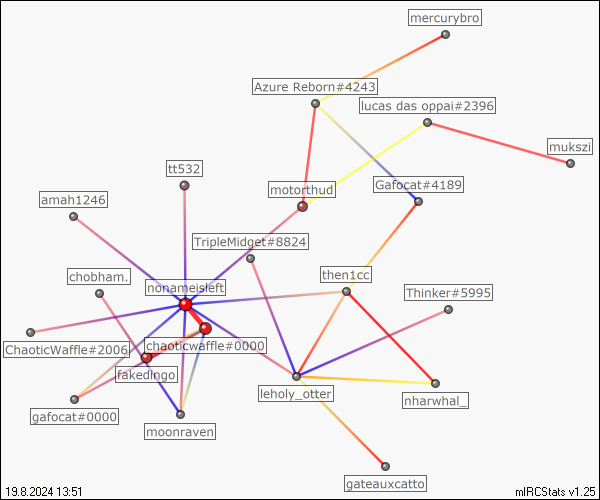 mercurybro
Azure Reborn#4243
lucas das oppai#2396
mukszi
tt532
motorthud
Gafocat#4189
amah1246
TripleMidget#8824
chobham.
nonameisleft
then1cc
Thinker#5995
ChaoticWaffle#2006
chaoticwaffle#0000
fakedingo
leholy_otter
nharwhal_
gafocat#0000
moonraven
gateauxcatto
19.8.2024 13:51
mIRCStats v1.25